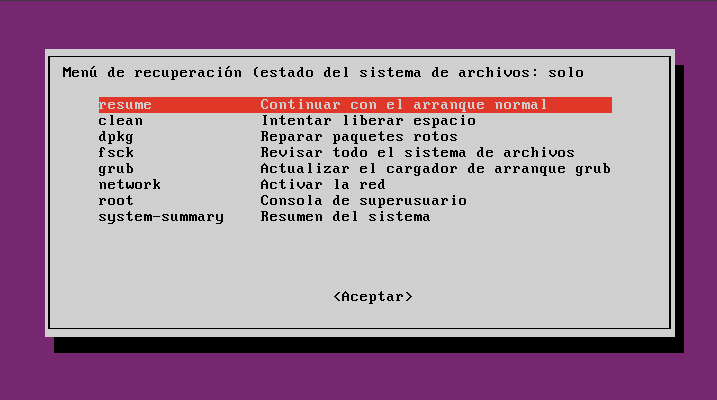 Menú de recuperación (estado del sistema de archivos: solo
resume Continuar con el arranque normal
clean Intentar liberar espacio
dpkg Reparar paquetes rotos
fsck Revisar todo el sistema de archivos
grub Actualizar el cargador de arranque grub
network Activar la red
root Consola de superusuario
system-summary Resumen del sistema
<Aceptar>